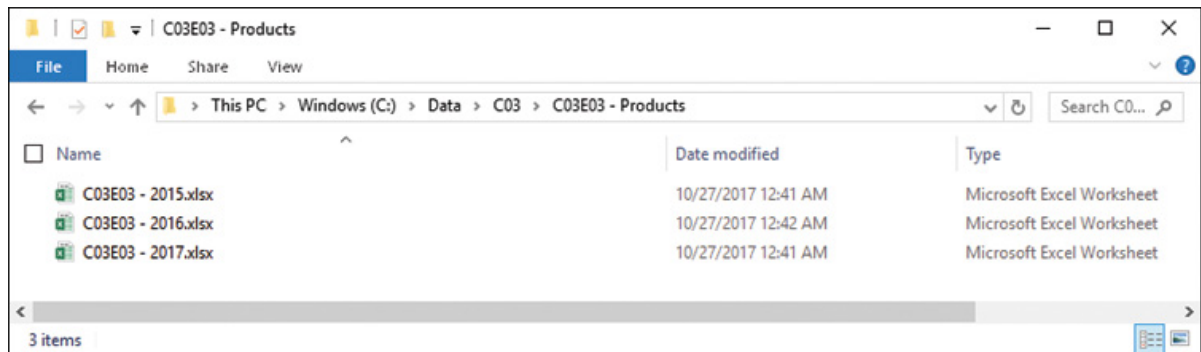 C03E03 - Products
File Home Share View
This PC > Windows (C:) > Data > C03 > C03E03 - Products Search C0...
Name Date modified Type
C03E03 - 2015.xlsx 10/27/2017 12:41 AM Microsoft Excel Worksheet
C03E03 - 2016.xlsx 10/27/2017 12:42 AM Microsoft Excel Worksheet
C03E03 - 2017.xlsx 10/27/2017 12:41 AM Microsoft Excel Worksheet
3 items